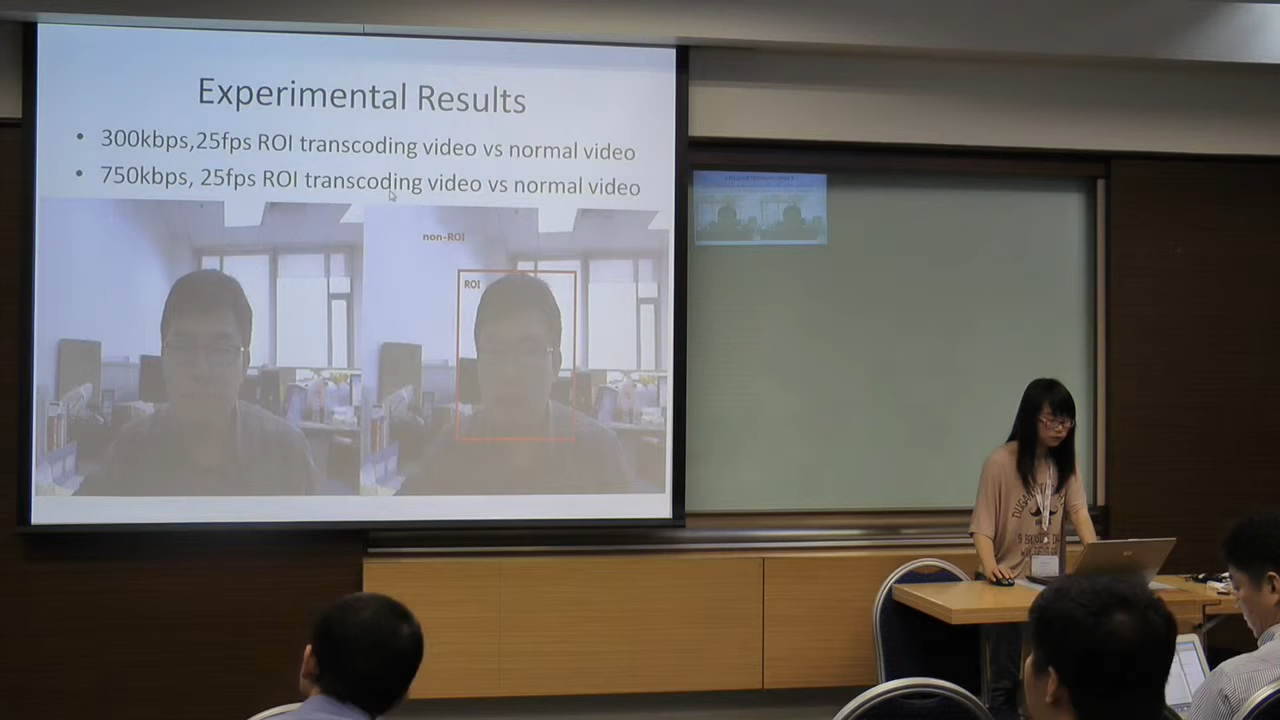 Experimental Results
• 300kbps,25fps ROI transcoding video vs normal video
• 750kbps, 25fps ROI transcoding video vs normal video
non-ROI
ROI